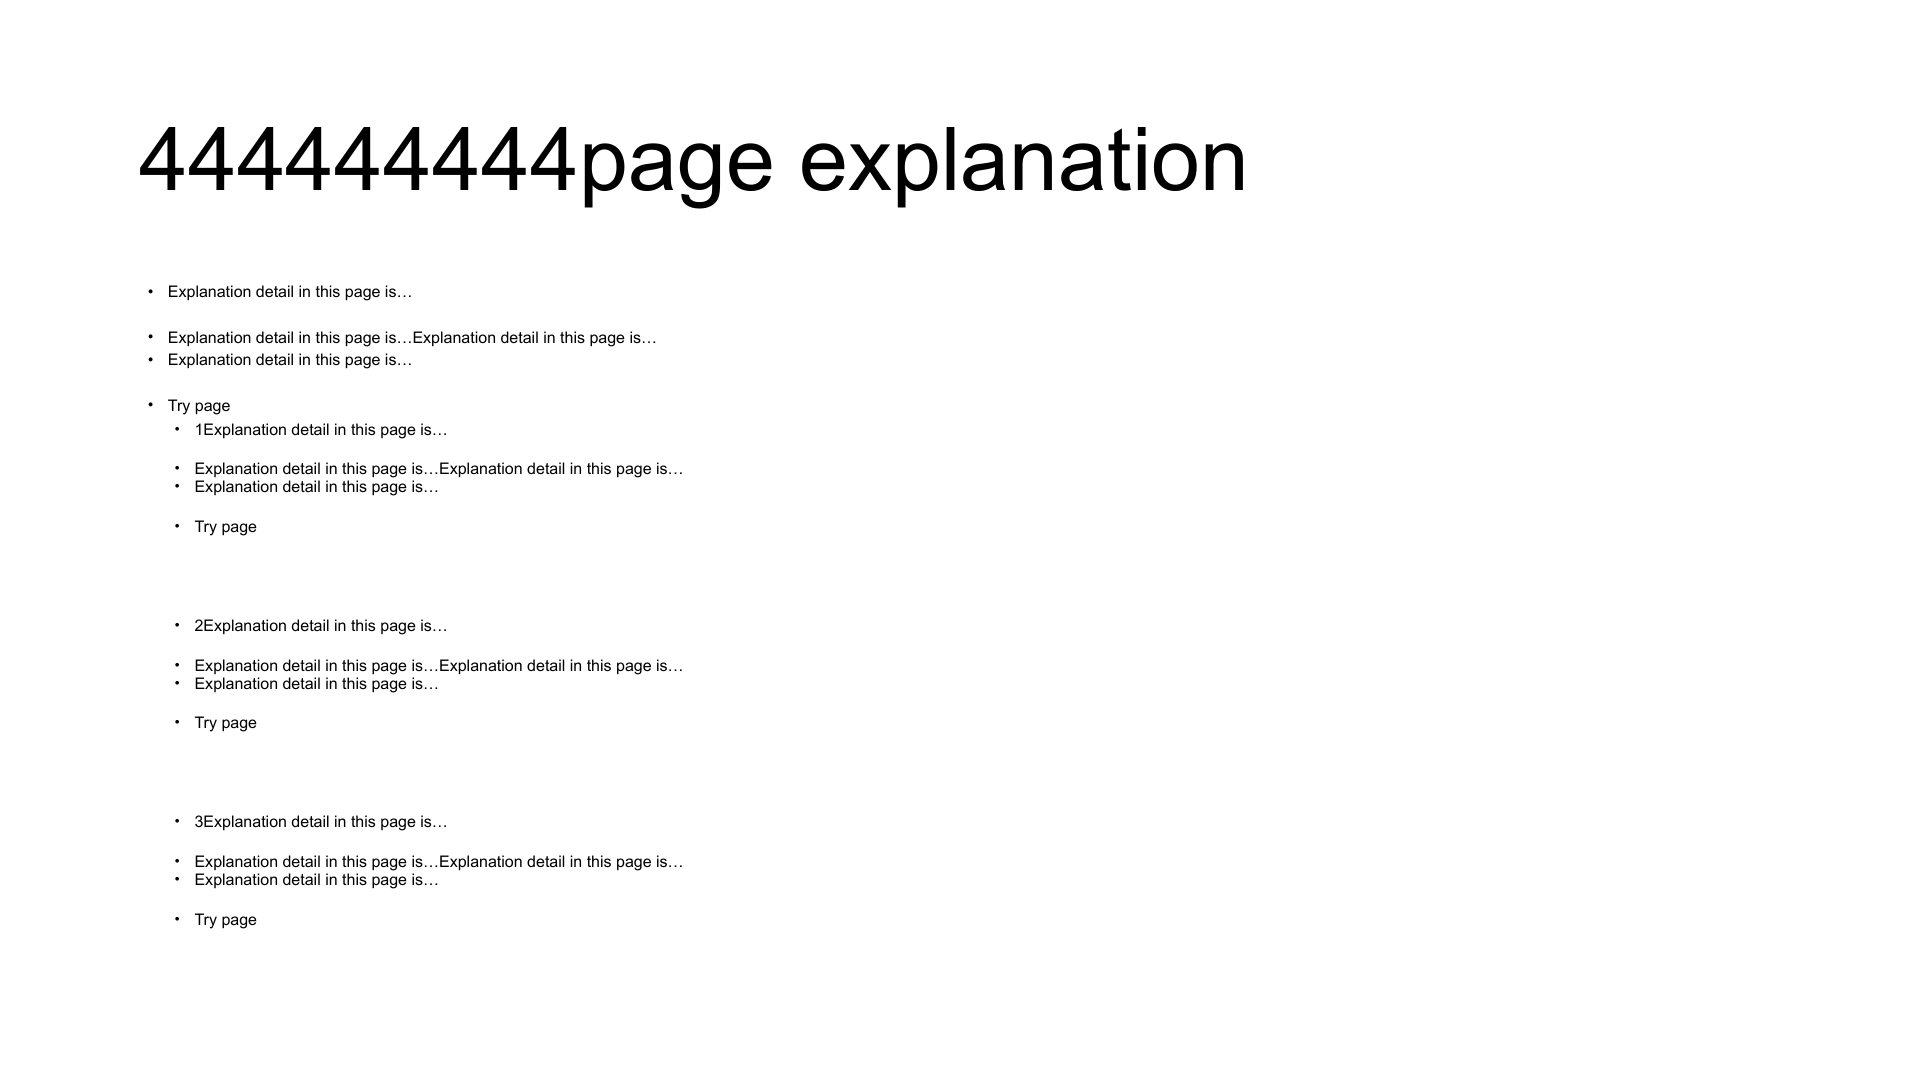 444444444page explanation
• Explanation detail in this page is…
• Explanation detail in this page is…Explanation detail in this page is…
• Explanation detail in this page is…
• Try page
• 1Explanation detail in this page is…
• Explanation detail in this page is…Explanation detail in this page is…
• Explanation detail in this page is…
• Try page
• 2Explanation detail in this page is…
• Explanation detail in this page is…Explanation detail in this page is…
• Explanation detail in this page is…
• Try page
• 3Explanation detail in this page is…
• Explanation detail in this page is…Explanation detail in this page is…
• Explanation detail in this page is…
• Try page